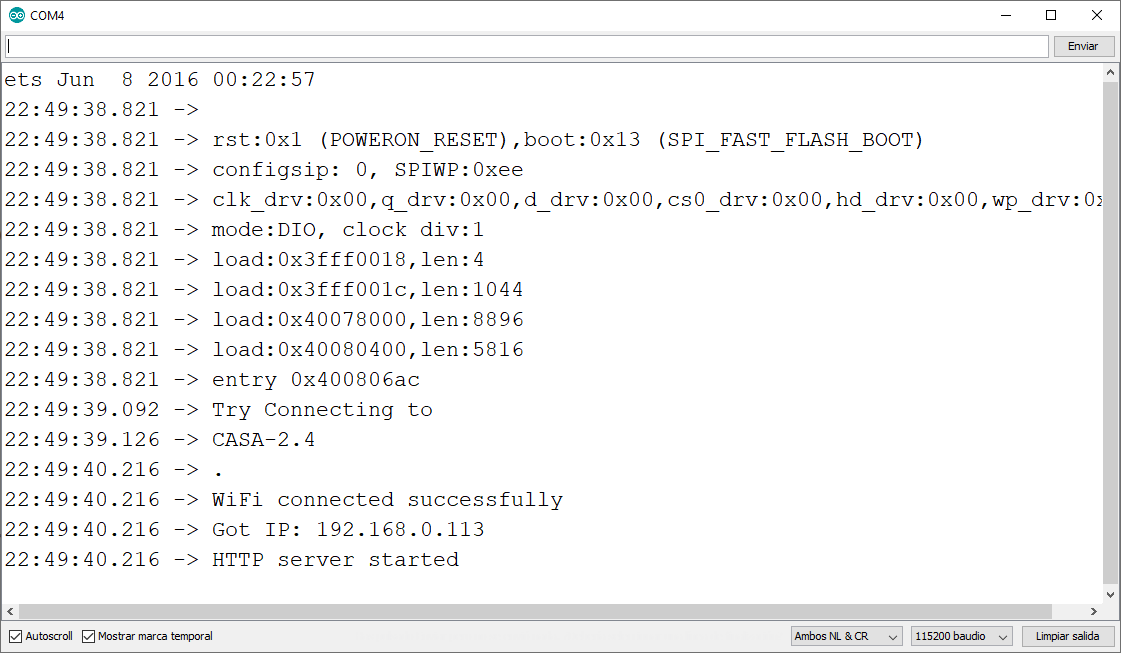 COM4
Enviar
ets Jun  8 2016 00:22:57
22:49:38.821 ->
22:49:38.821 -> rst:0x1 (POWERON_RESET),boot:0x13 (SPI_FAST_FLASH_BOOT)
22:49:38.821 -> configsip: 0, SPIWP:0xee
22:49:38.821 -> clk_drv:0x00,q_drv:0x00,d_drv:0x00,cs0_drv:0x00,hd_drv:0x00,wp_drv:0x
22:49:38.821 -> mode:DIO, clock div:1
22:49:38.821 -> load:0x3fff0018,len:4
22:49:38.821 -> load:0x3fff001c,len:1044
22:49:38.821 -> load:0x40078000,len:8896
22:49:38.821 -> load:0x40080400,len:5816
22:49:38.821 -> entry 0x400806ac
22:49:39.092 -> Try Connecting to
22:49:39.126 -> CASA-2.4
22:49:40.216 -> .
22:49:40.216 -> WiFi connected successfully
22:49:40.216 -> Got IP: 192.168.0.113
22:49:40.216 -> HTTP server started
Autoscroll Mostrar marca temporal Ambos NL & CR 115200 baudio Limpiar salida